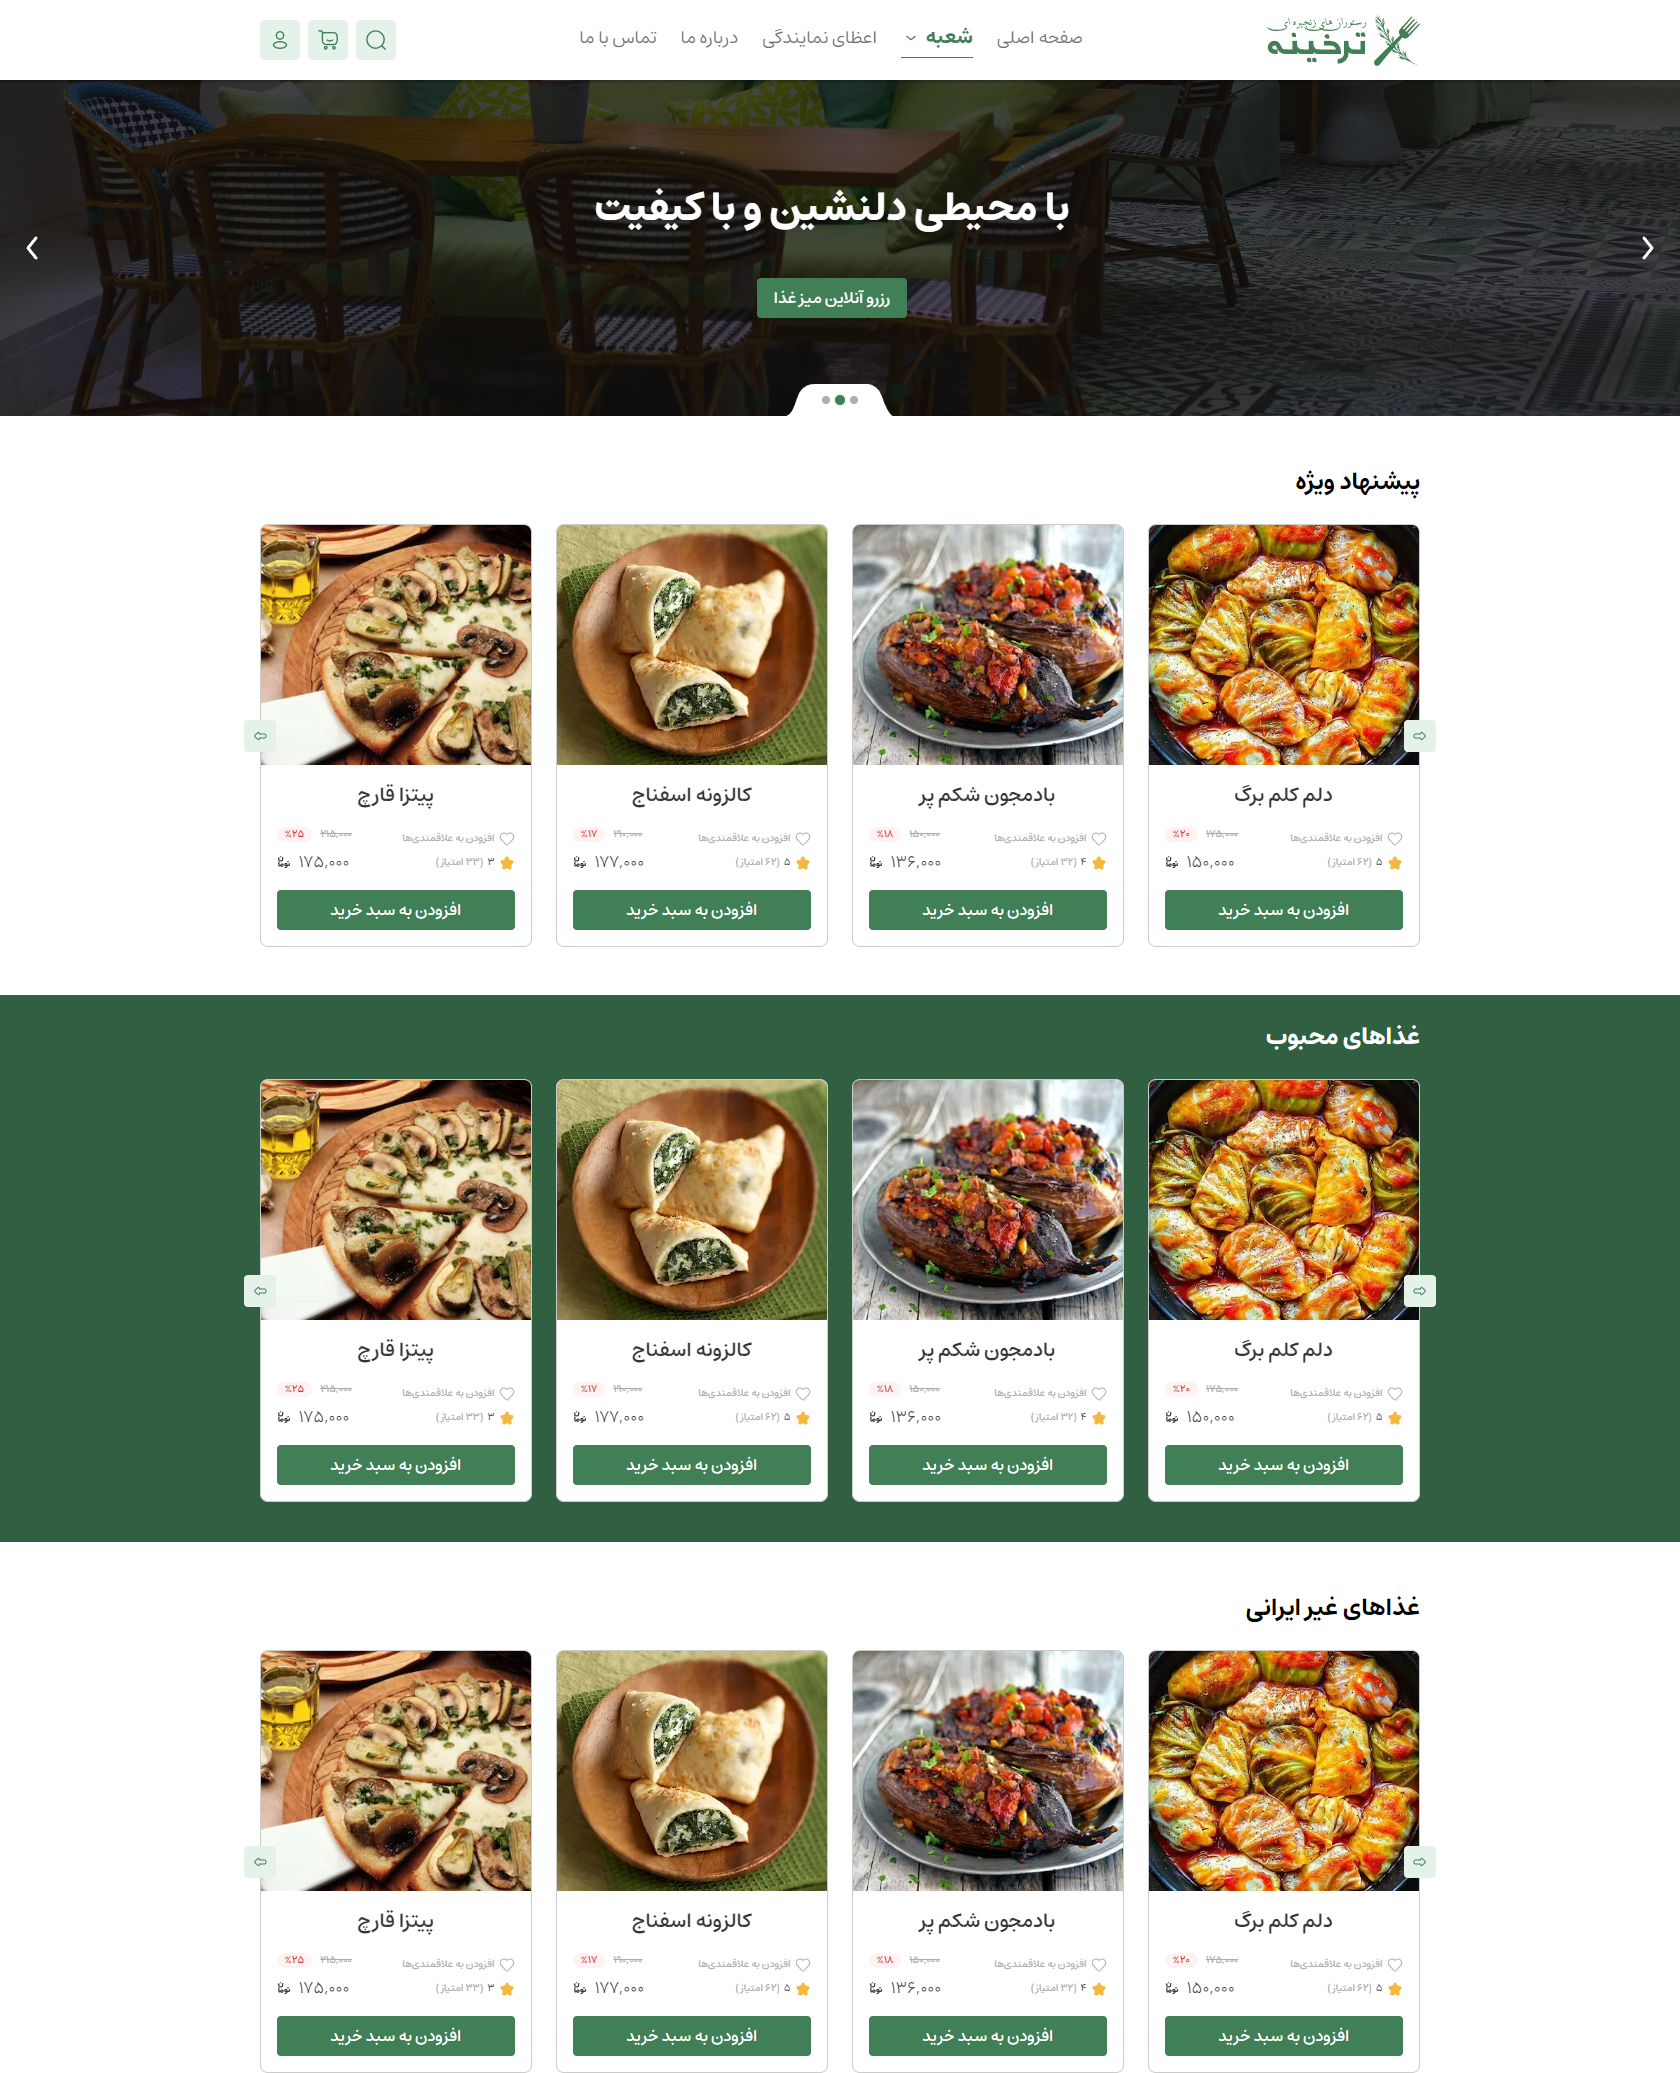 رستوراز های زنجیره ای
ترخینه
صفحه اصلی
شعبه
اعظای نمایندگی
درباره ما
تماس با ما
با محیطی دلنشین و با کیفیت
رزرو آنلاین میز غذا
پیشنهاد ویژه
دلم کلم برگ
افزودن به علاقمندی‌ها
۱۷۵,۰۰۰ ٪۲۰
۵ (۶۲ امتیاز)
۱۵۰,۰۰۰ تومان
افزودن به سبد خرید
بادمجون شکم پر
افزودن به علاقمندی‌ها
۱۵۰,۰۰۰ ٪۱۸
۴ (۳۲ امتیاز)
۱۳۶,۰۰۰ تومان
افزودن به سبد خرید
کالزونه اسفناج
افزودن به علاقمندی‌ها
۱۹۰,۰۰۰ ٪۱۷
۵ (۶۲ امتیاز)
۱۷۷,۰۰۰ تومان
افزودن به سبد خرید
پیتزا قارچ
افزودن به علاقمندی‌ها
۲۱۵,۰۰۰ ٪۲۵
۳ (۳۳ امتیاز)
۱۷۵,۰۰۰ تومان
افزودن به سبد خرید
غذاهای محبوب
دلم کلم برگ
افزودن به علاقمندی‌ها
۱۷۵,۰۰۰ ٪۲۰
۵ (۶۲ امتیاز)
۱۵۰,۰۰۰ تومان
افزودن به سبد خرید
بادمجون شکم پر
افزودن به علاقمندی‌ها
۱۵۰,۰۰۰ ٪۱۸
۴ (۳۲ امتیاز)
۱۳۶,۰۰۰ تومان
افزودن به سبد خرید
کالزونه اسفناج
افزودن به علاقمندی‌ها
۱۹۰,۰۰۰ ٪۱۷
۵ (۶۲ امتیاز)
۱۷۷,۰۰۰ تومان
افزودن به سبد خرید
پیتزا قارچ
افزودن به علاقمندی‌ها
۲۱۵,۰۰۰ ٪۲۵
۳ (۳۳ امتیاز)
۱۷۵,۰۰۰ تومان
افزودن به سبد خرید
غذاهای غیر ایرانی
دلم کلم برگ
افزودن به علاقمندی‌ها
۱۷۵,۰۰۰ ٪۲۰
۵ (۶۲ امتیاز)
۱۵۰,۰۰۰ تومان
افزودن به سبد خرید
بادمجون شکم پر
افزودن به علاقمندی‌ها
۱۵۰,۰۰۰ ٪۱۸
۴ (۳۲ امتیاز)
۱۳۶,۰۰۰ تومان
افزودن به سبد خرید
کالزونه اسفناج
افزودن به علاقمندی‌ها
۱۹۰,۰۰۰ ٪۱۷
۵ (۶۲ امتیاز)
۱۷۷,۰۰۰ تومان
افزودن به سبد خرید
پیتزا قارچ
افزودن به علاقمندی‌ها
۲۱۵,۰۰۰ ٪۲۵
۳ (۳۳ امتیاز)
۱۷۵,۰۰۰ تومان
افزودن به سبد خرید